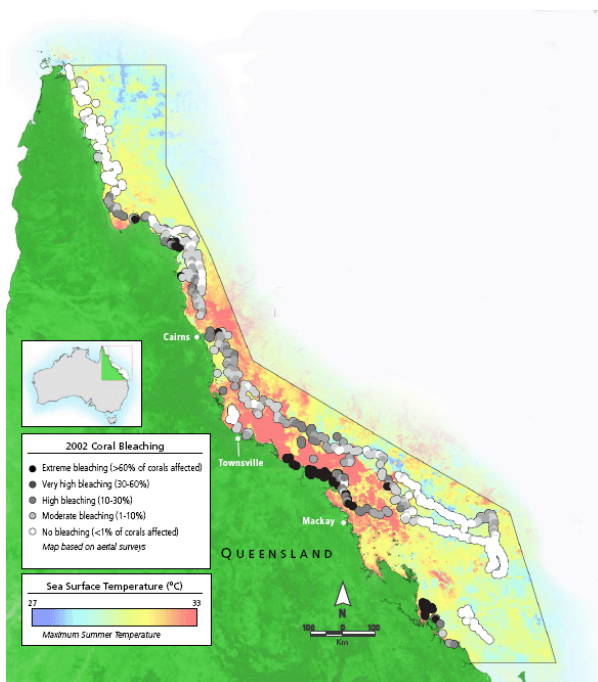 Cairns
Townsville
Mackay
QUEENSLAND
2002 Coral Bleaching
Extreme bleaching (>60% of corals affected)
Very high bleaching (30-60%)
High bleaching (10-30%)
Moderate bleaching (1-10%)
No bleaching (<1% of corals affected)
Map based on aerial surveys
Sea Surface Temperature (°C)
27 33
Maximum Summer Temperature
N
100 0 100
Km